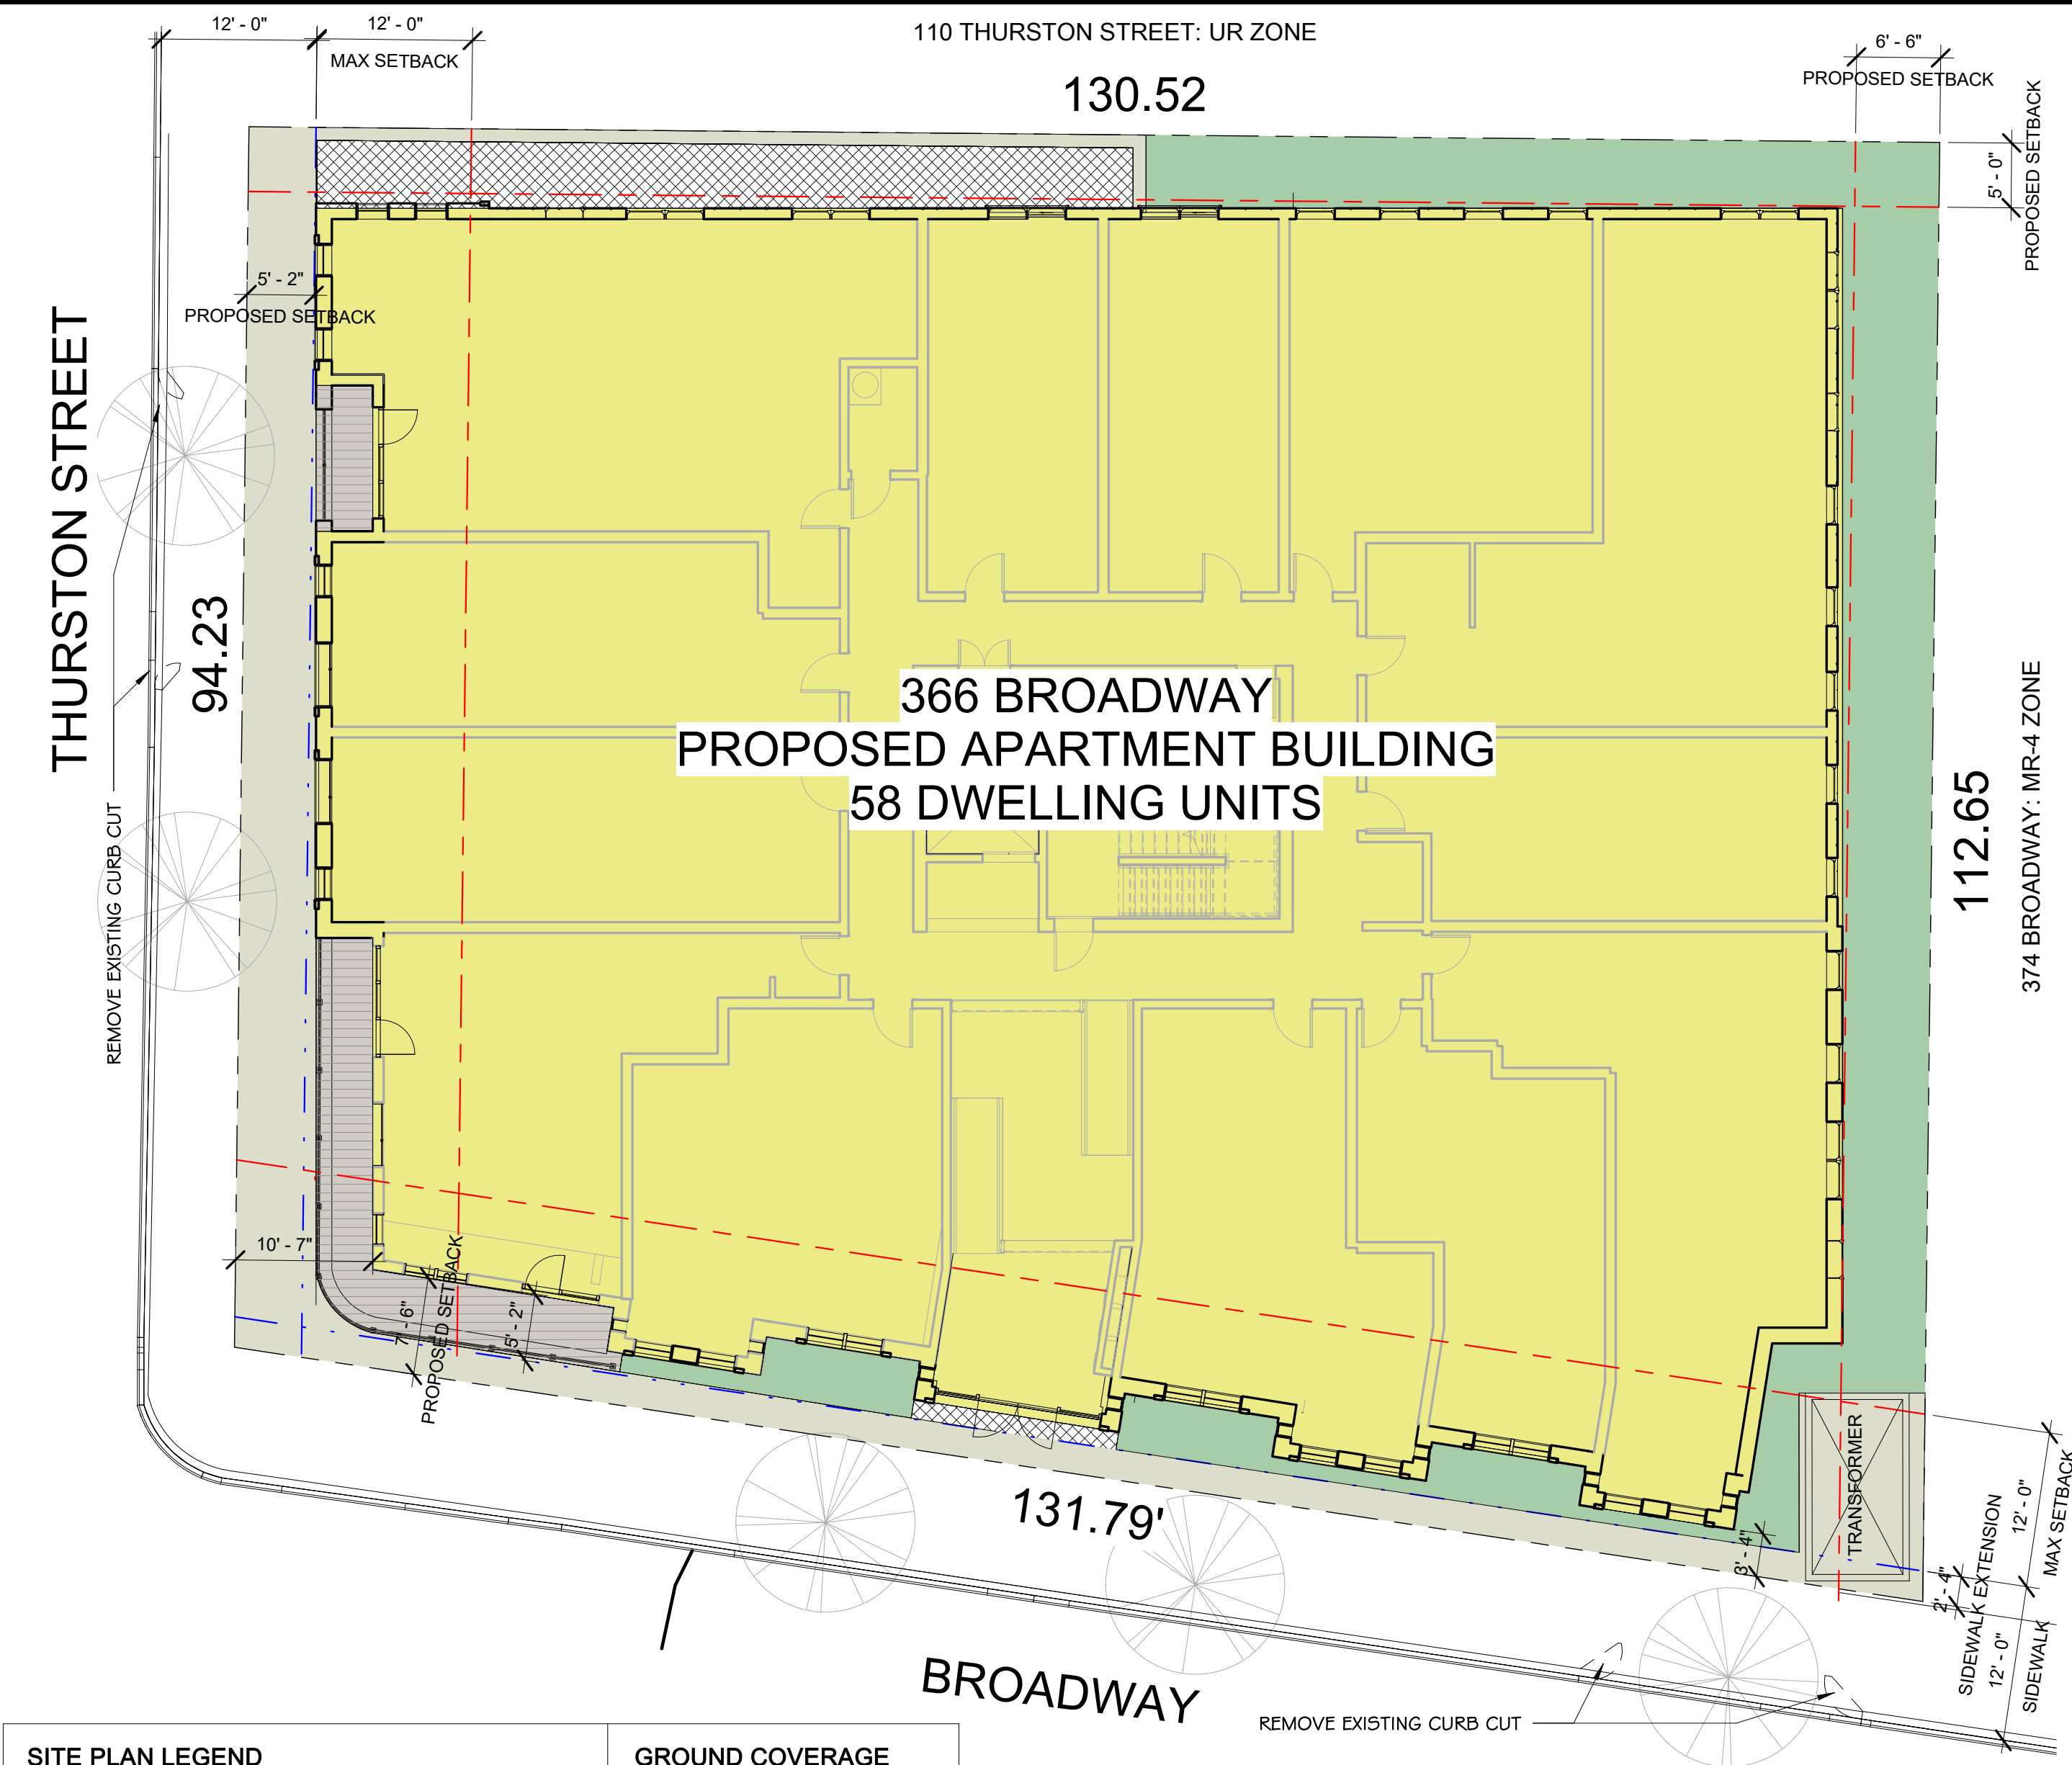 12' - 0"
12' - 0"
MAX SETBACK
110 THURSTON STREET: UR ZONE
130.52
6' - 6"
PROPOSED SETBACK
5' - 0"
PROPOSED SETBACK
5' - 2"
PROPOSED SETBACK
THURSTON STREET
94.23
REMOVE EXISTING CURB CUT
366 BROADWAY
PROPOSED APARTMENT BUILDING
58 DWELLING UNITS
112.65
374 BROADWAY: MR-4 ZONE
10' - 7"
7' - 6"
PROPOSED SETBACK
5' - 2"
131.79'
TRANSFORMER
3' - 4"
2' - 4"
SIDEWALK EXTENSION
12' - 0"
MAX SETBACK
12' - 0"
SIDEWALK
BROADWAY
REMOVE EXISTING CURB CUT
SITE PLAN LEGEND
GROUND COVERAGE